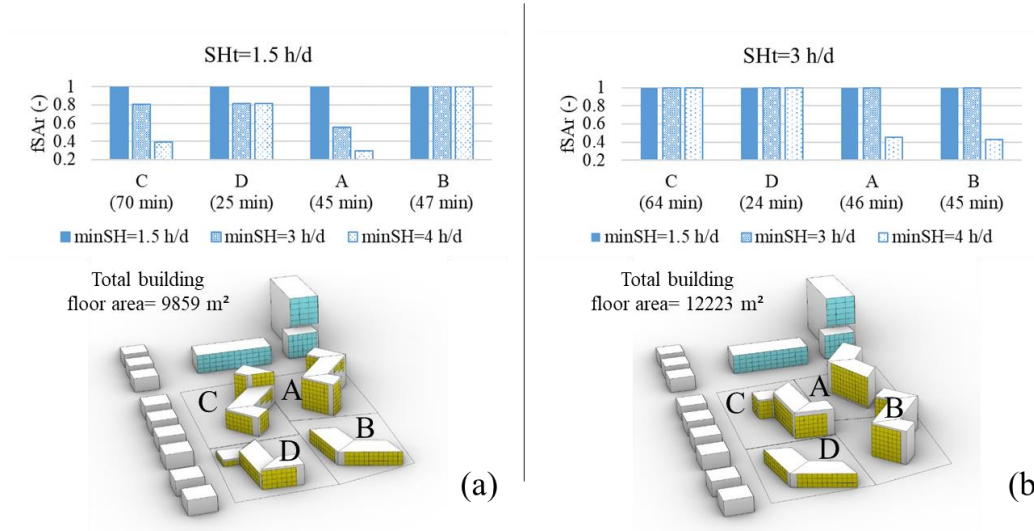 SHt=1.5 h/d
fSAr (-)
1
0.8
0.6
0.4
0.2
C D A B
(70 min) (25 min) (45 min) (47 min)
minSH=1.5 h/d minSH=3 h/d minSH=4 h/d
Total building
floor area= 9859 m²
C
A
B
D
(a)
SHt=3 h/d
fSAr (-)
1
0.8
0.6
0.4
0.2
C D A B
(64 min) (24 min) (46 min) (45 min)
minSH=1.5 h/d minSH=3 h/d minSH=4 h/d
Total building
floor area= 12223 m²
C
A
B
D
(b